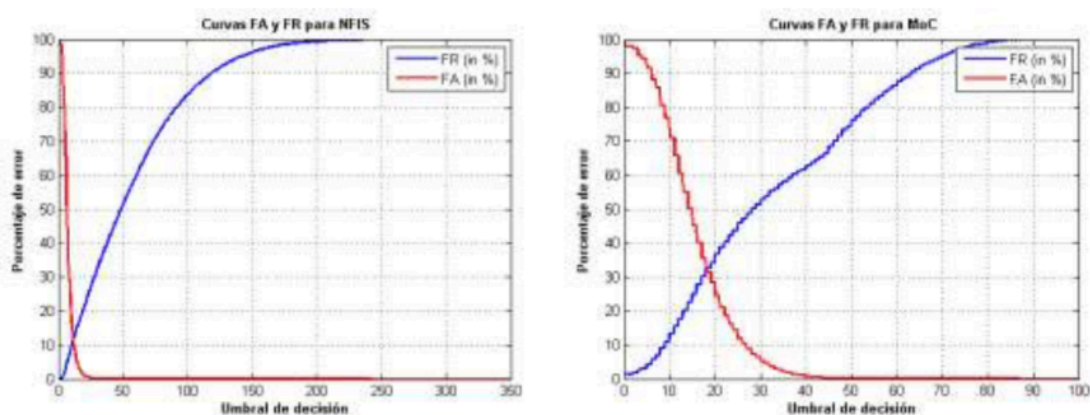 Curvas FA y FR para NFIS
100
90
80
70
60
50
40
30
20
10
0
Porcentaje de error
FR (in %)
FA (in %)
0 50 100 150 200 250 300 350
Umbral de decisión
Curvas FA y FR para MoC
100
90
80
70
60
50
40
30
20
10
0
Porcentaje de error
FR (in %)
FA (in %)
0 10 20 30 40 50 60 70 80 90 100
Umbral de decisión